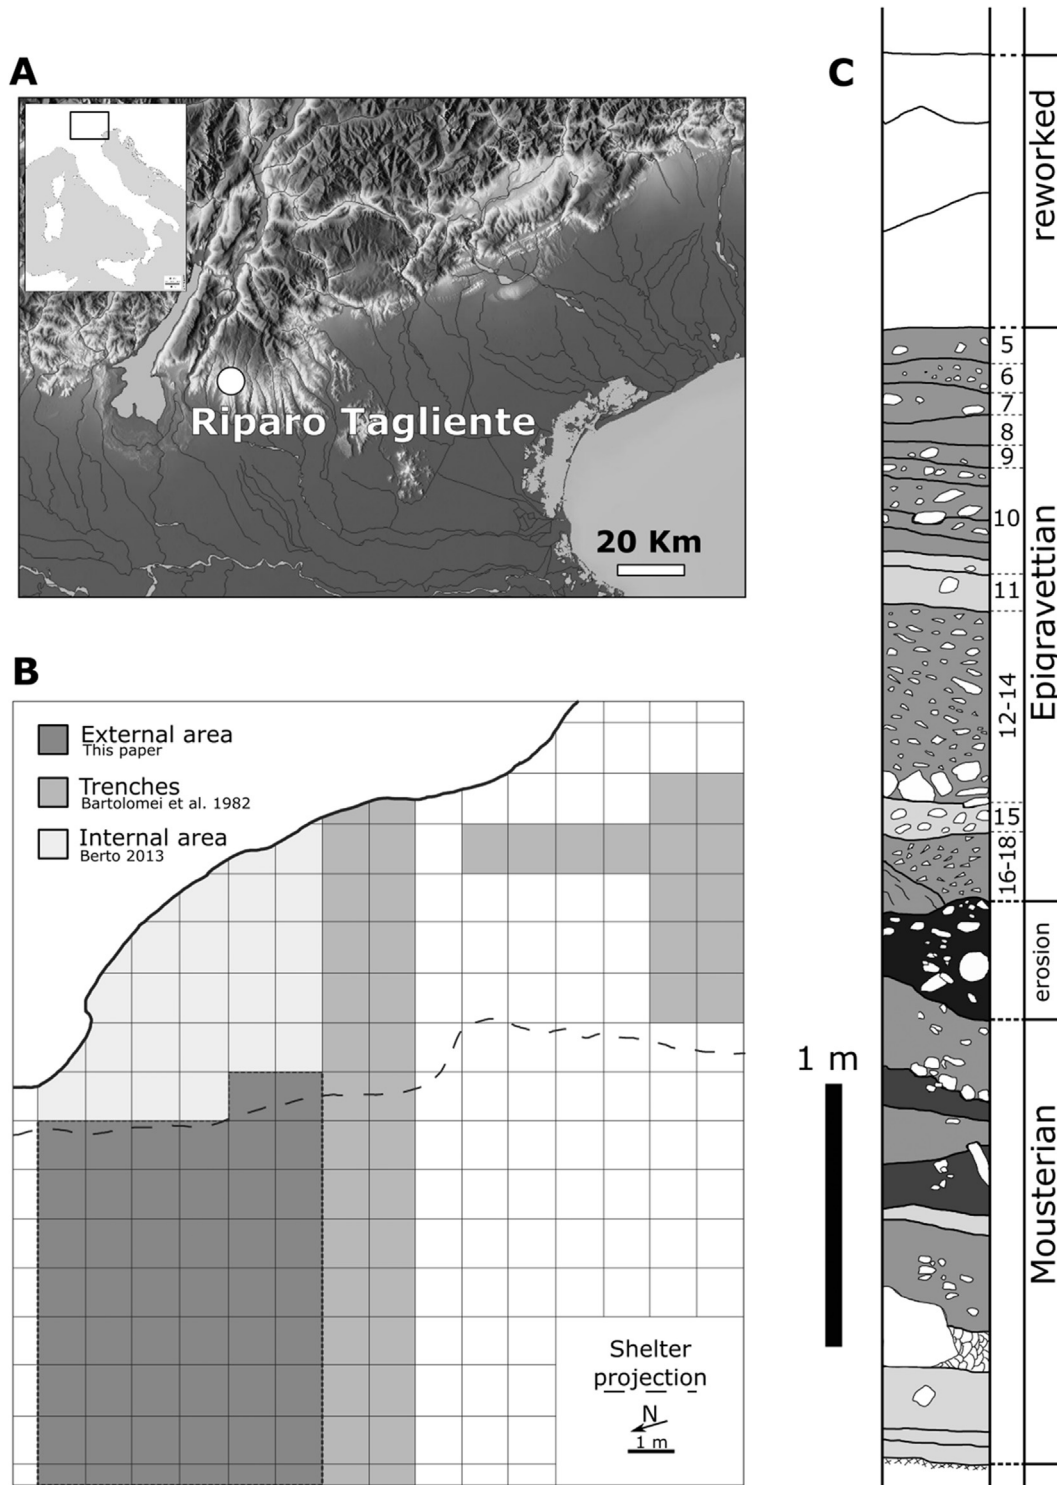 A
Riparo Tagliente
20 Km
B
External area
This paper
Trenches
Bartolomei et al. 1982
Internal area
Berto 2013
Shelter
projection
N
1 m
C
reworked
5
6
7
8
9
10
11
12-14
15
16-18
Epigravettian
erosion
Mousterian
1 m